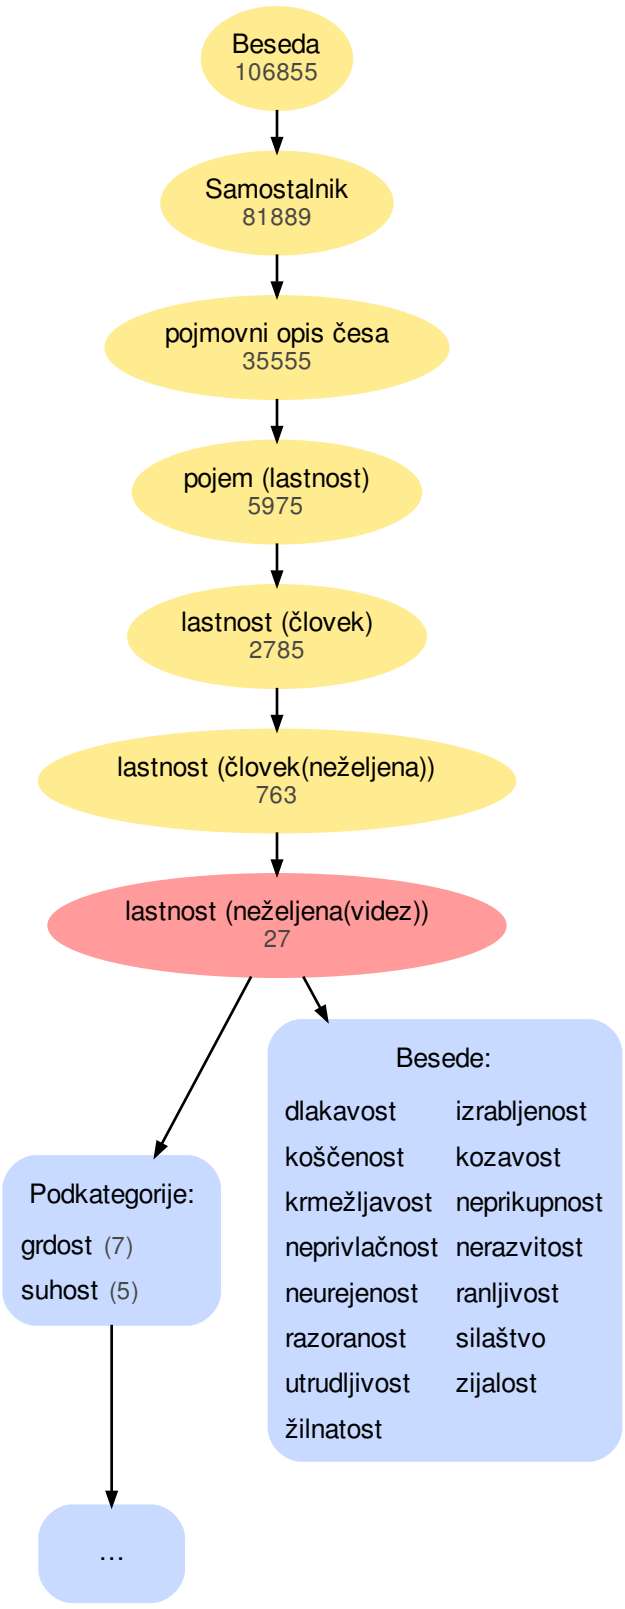 Beseda
106855
Samostalnik
81889
pojmovni opis česa
35555
pojem (lastnost)
5975
lastnost (človek)
2785
lastnost (človek(neželjena))
763
lastnost (neželjena(videz))
27
Besede:
dlakavost izrabljenost
koščenost kozavost
krmežljavost neprikupnost
neprivlačnost nerazvitost
neurejenost ranljivost
razoranost silaštvo
utrudljivost zijalost
žilnatost
Podkategorije:
grdost (7)
suhost (5)
...